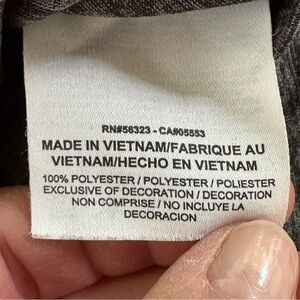 RN#56323 - CA#05553
MADE IN VIETNAM/FABRIQUE AU
VIETNAM/HECHO EN VIETNAM
100% POLYESTER / POLYESTER / POLIESTER
EXCLUSIVE OF DECORATION / DECORATION
NON COMPRISE / NO INCLUYE LA
DECORACION